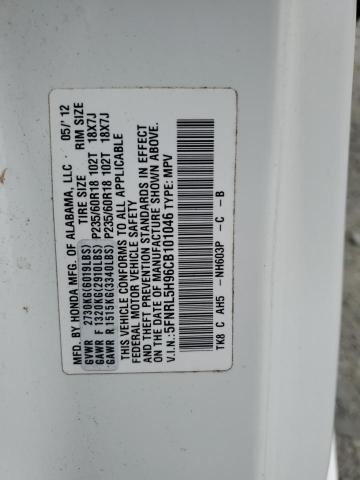 MFD. BY HONDA MFG. OF ALABAMA, LLC 05/'12
TIRE SIZE RIM SIZE
GVWR 2730KG(6019LBS)
GAWR F 1320KG(2910LBS) P235/60R18 102T 18X7J
GAWR R 1515KG(3340LBS) P235/60R18 102T 18X7J
THIS VEHICLE CONFORMS TO ALL APPLICABLE
FEDERAL MOTOR VEHICLE SAFETY
AND THEFT PREVENTION STANDARDS IN EFFECT
ON THE DATE OF MANUFACTURE SHOWN ABOVE.
V.I.N.:5FNRL5H96CB101046 TYPE: MPV
TK8 C AH5 -NH603P -C -B